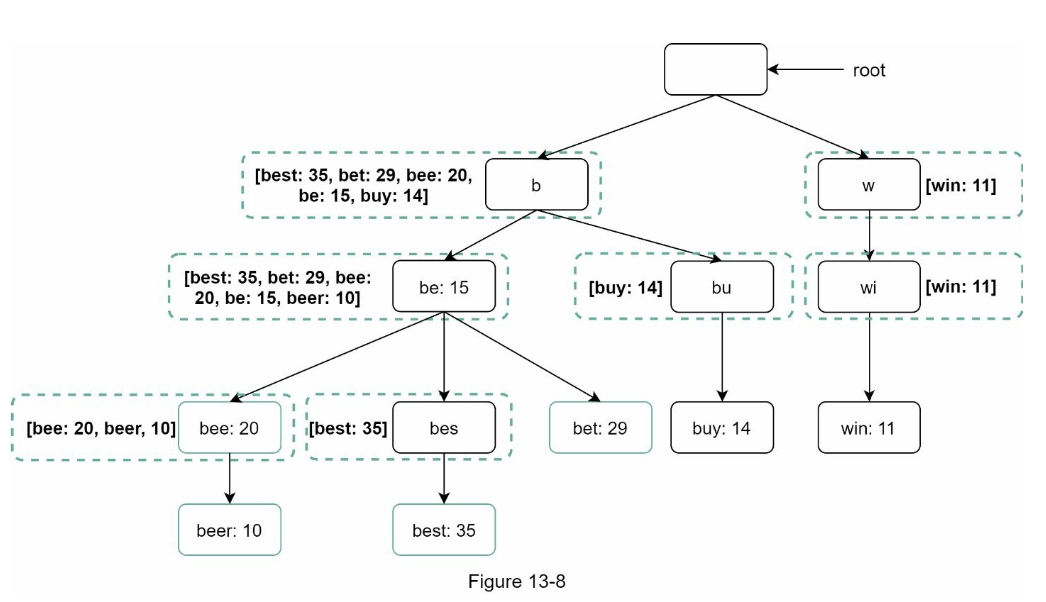 root
[best: 35, bet: 29, bee: 20,
be: 15, buy: 14]
b
w
[win: 11]
[best: 35, bet: 29, bee:
20, be: 15, beer: 10]
be: 15
[buy: 14]
bu
wi
[win: 11]
[bee: 20, beer, 10]
bee: 20
[best: 35]
bes
bet: 29
buy: 14
win: 11
beer: 10
best: 35
Figure 13-8